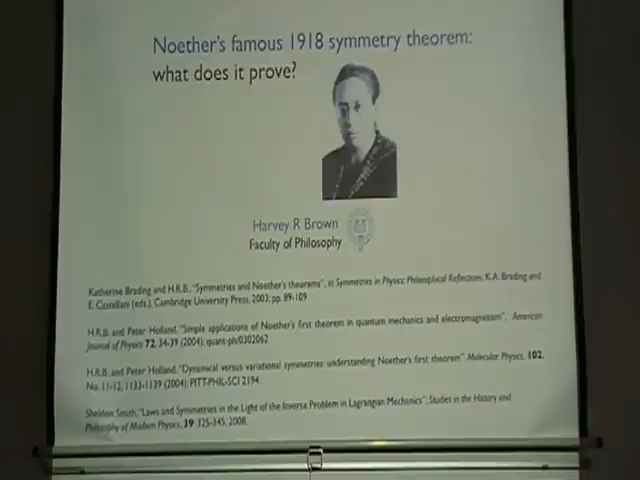 Noether's famous 1918 symmetry theorem:
what does it prove?
Harvey R Brown
Faculty of Philosophy
Katherine Brading and H.R.B., "Symmetries and Noether's theorems", in Symmetries in Physics: Philosophical Reflections, K.A. Brading and
E. Castellani (eds.), Cambridge University Press, 2003; pp. 89-109
H.R.B. and Peter Holland, "Simple applications of Noether's first theorem in quantum mechanics and electromagnetism", American
Journal of Physics 72, 34-39 (2004); quant-ph/0302062
H.R.B. and Peter Holland, "Dynamical versus variational symmetries: understanding Noether's first theorem" Molecular Physics, 102,
No. 11-12, 1133-1139 (2004); PITT-PHIL-SCI 2194.
Sheldon Smith, "Laws and Symmetries in the Light of the Inverse Problem in Lagrangian Mechanics", Studies in the History and
Philosophy of Modern Physics, 39 325-345, 2008.